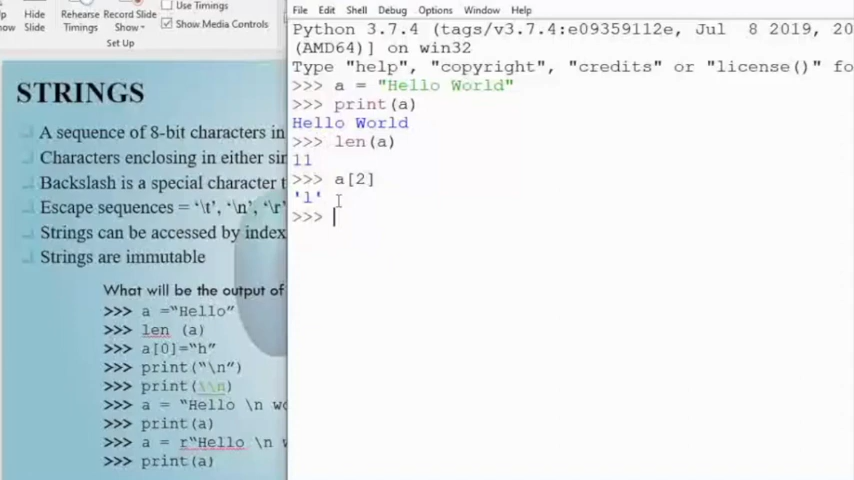 Hide Slide
Rehearse Timings
Record Slide Show
Use Timings
Show Media Controls
Set Up
STRINGS
A sequence of 8-bit characters in
Characters enclosing in either
Backslash is a special character
Escape sequences = ‘\t’, ‘\n’, ‘\r’
Strings can be accessed by index
Strings are immutable
What will be the output of
>>> a =“Hello”
>>> len (a)
>>> a[0]=“h”
>>> print(“\n”)
>>> print(\\n)
>>> a = “Hello \n
>>> print(a)
>>> a = r“Hello \n
>>> print(a)
File Edit Shell Debug Options Window Help
Python 3.7.4 (tags/v3.7.4:e09359112e, Jul 8 2019, 20
(AMD64)] on win32
Type "help", "copyright", "credits" or "license()" fo
>>> a = "Hello World"
>>> print(a)
Hello World
>>> len(a)
11
>>> a[2]
'l'
>>>